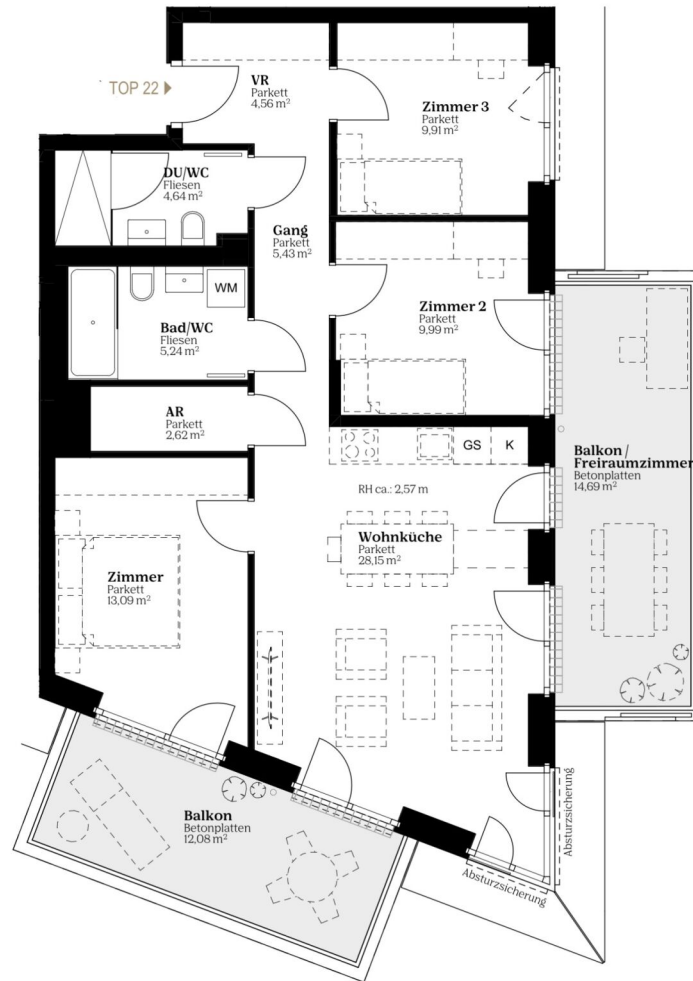 TOP 22
VR
Parkett
4,56 m²
Zimmer 3
Parkett
9,91 m²
DU/WC
Fliesen
4,64 m²
Gang
Parkett
5,43 m²
WM
Bad/WC
Fliesen
5,24 m²
Zimmer 2
Parkett
9,99 m²
AR
Parkett
2,62 m²
GS
K
RH ca.: 2,57 m
Balkon/
Freiraumzimmer
Betonplatten
14,69 m²
Wohnküche
Parkett
28,15 m²
Zimmer
Parkett
13,09 m²
Balkon
Betonplatten
12,08 m²
Absturzsicherung
Absturzsicherung